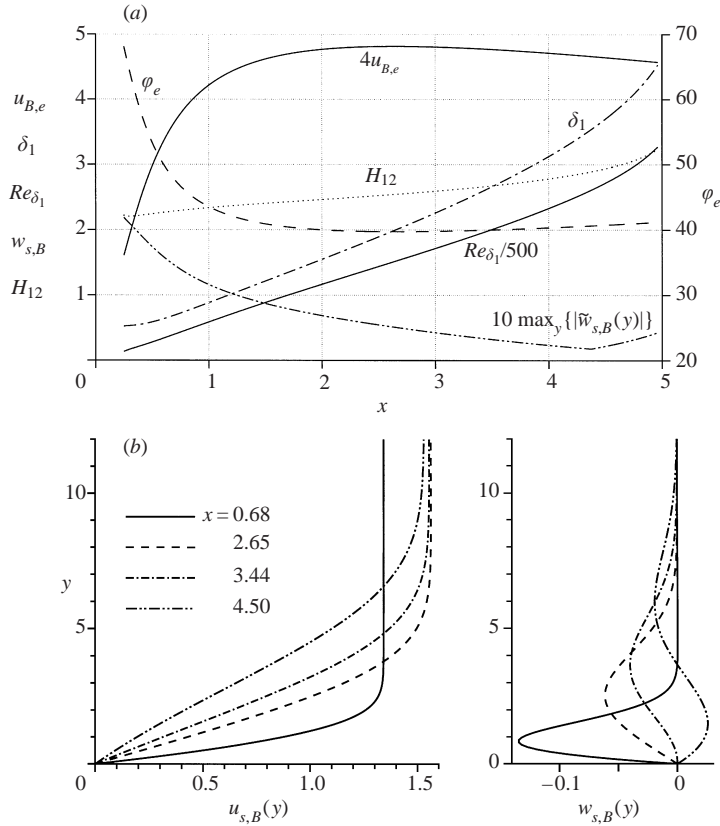 (a)
5
4
3
2
1
0
u_{B,e}
δ_1
Re_{δ_1}
w_{s,B}
H_{12}
φ_e
4u_{B,e}
δ_1
H_{12}
Re_{δ_1}/500
10 max_y{|w̃_{s,B}(y)|}
70
60
50
40
30
20
φ_e
1 2 3 4 5
x
(b)
10
5
0
y
x = 0.68
2.65
3.44
4.50
0 0.5 1.0 1.5
u_{s,B}(y)
10
5
0
−0.1 0
w_{s,B}(y)